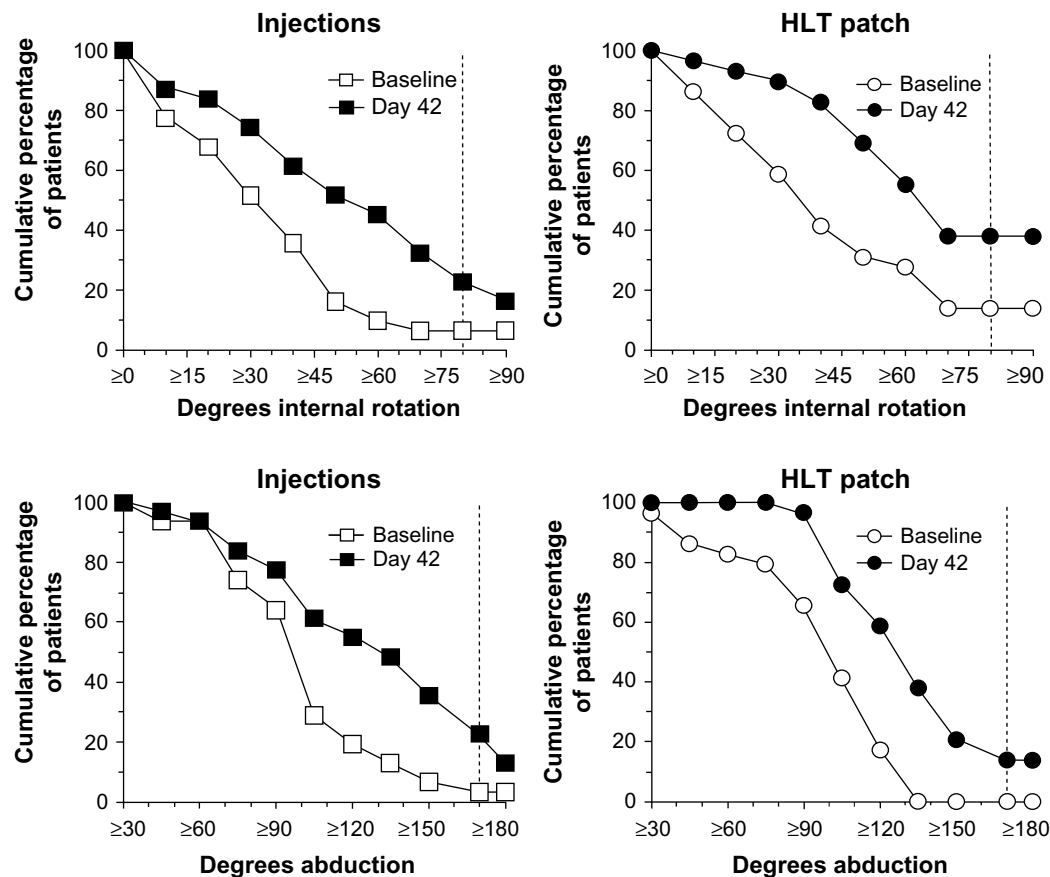 Injections
Cumulative percentage
of patients
100
80
60
40
20
0
Baseline
Day 42
≥0 ≥15 ≥30 ≥45 ≥60 ≥75 ≥90
Degrees internal rotation
HLT patch
Cumulative percentage
of patients
100
80
60
40
20
0
Baseline
Day 42
≥0 ≥15 ≥30 ≥45 ≥60 ≥75 ≥90
Degrees internal rotation
Injections
Cumulative percentage
of patients
100
80
60
40
20
0
Baseline
Day 42
≥30 ≥60 ≥90 ≥120 ≥150 ≥180
Degrees abduction
HLT patch
Cumulative percentage
of patients
100
80
60
40
20
0
Baseline
Day 42
≥30 ≥60 ≥90 ≥120 ≥150 ≥180
Degrees abduction